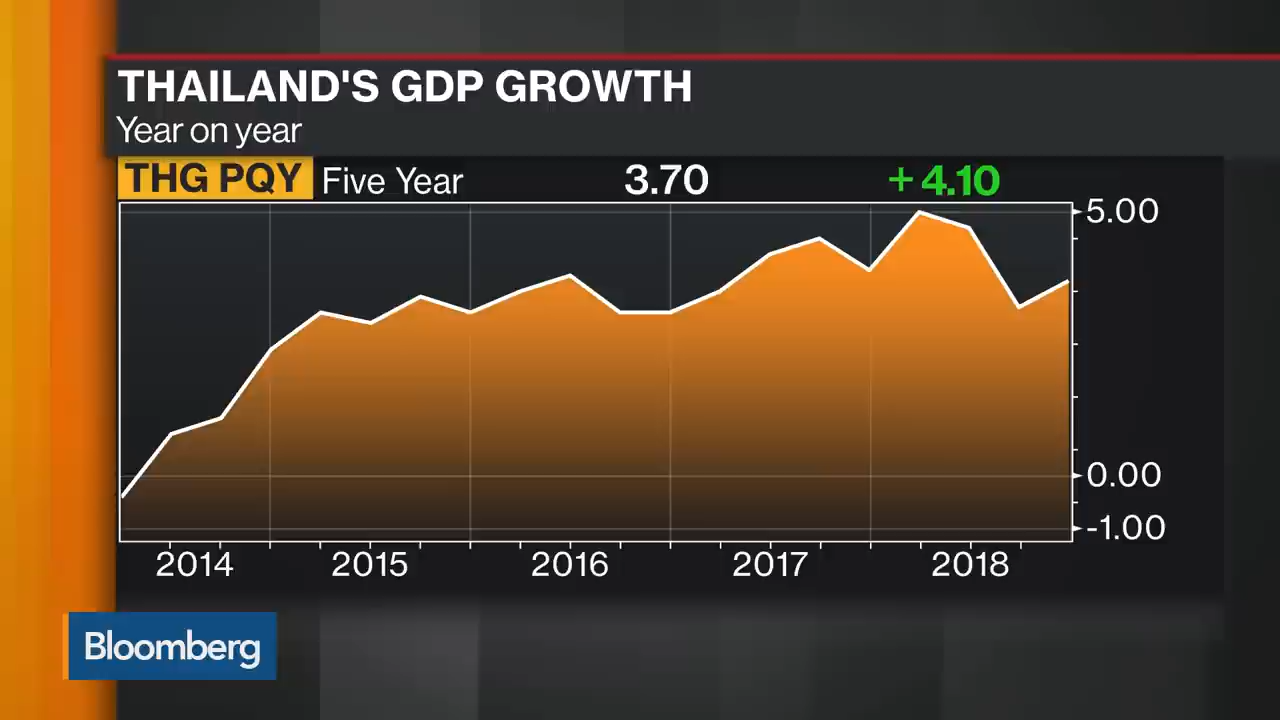 THAILAND'S GDP GROWTH
Year on year
THG PQY Five Year 3.70 +4.10
5.00
0.00
-1.00
2014 2015 2016 2017 2018
Bloomberg